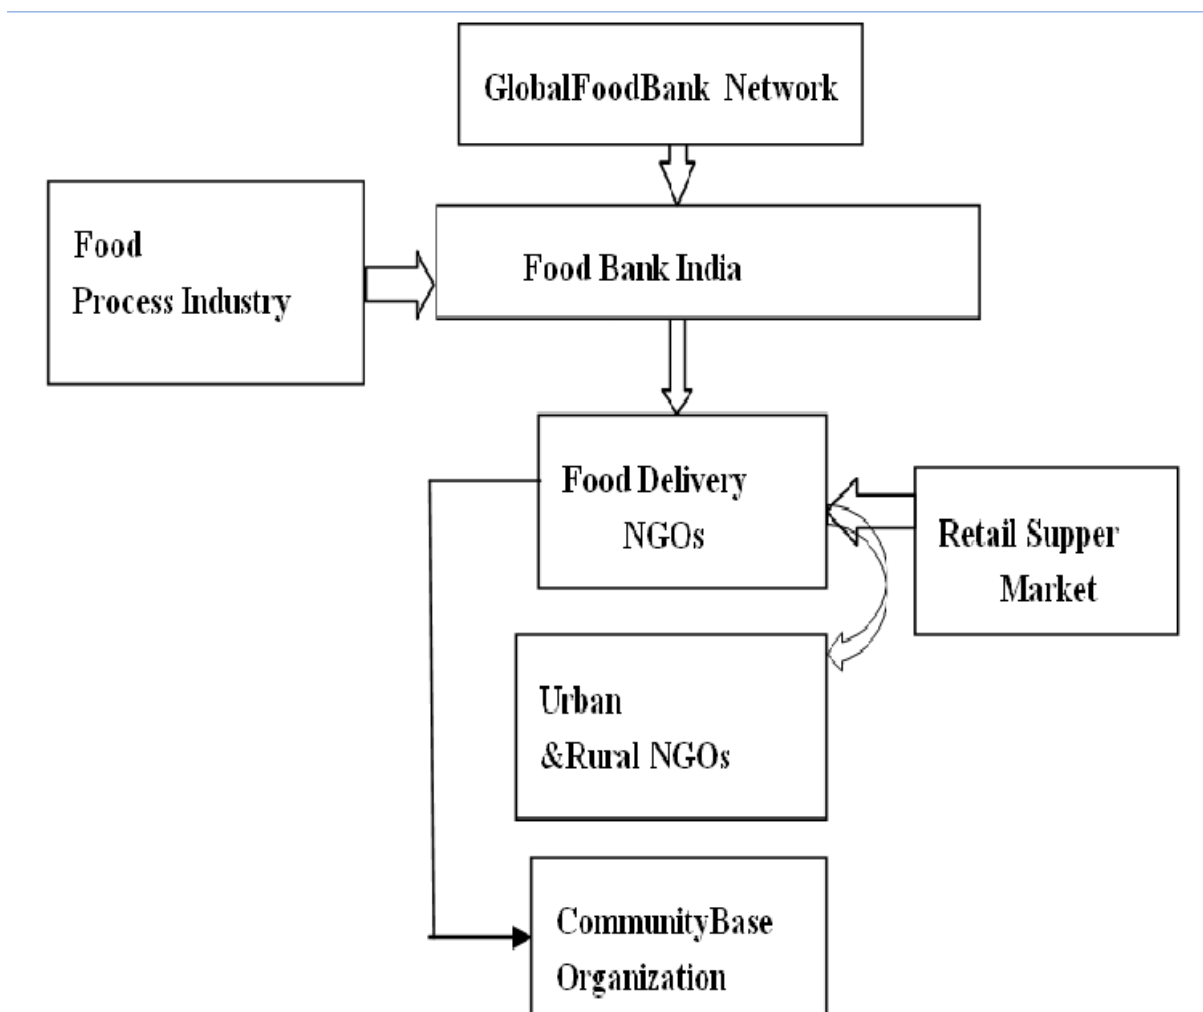 GlobalFoodBank Network
Food
Process Industry
Food Bank India
Food Delivery
NGOs
Retail Supper
Market
Urban
&Rural NGOs
CommunityBase
Organization